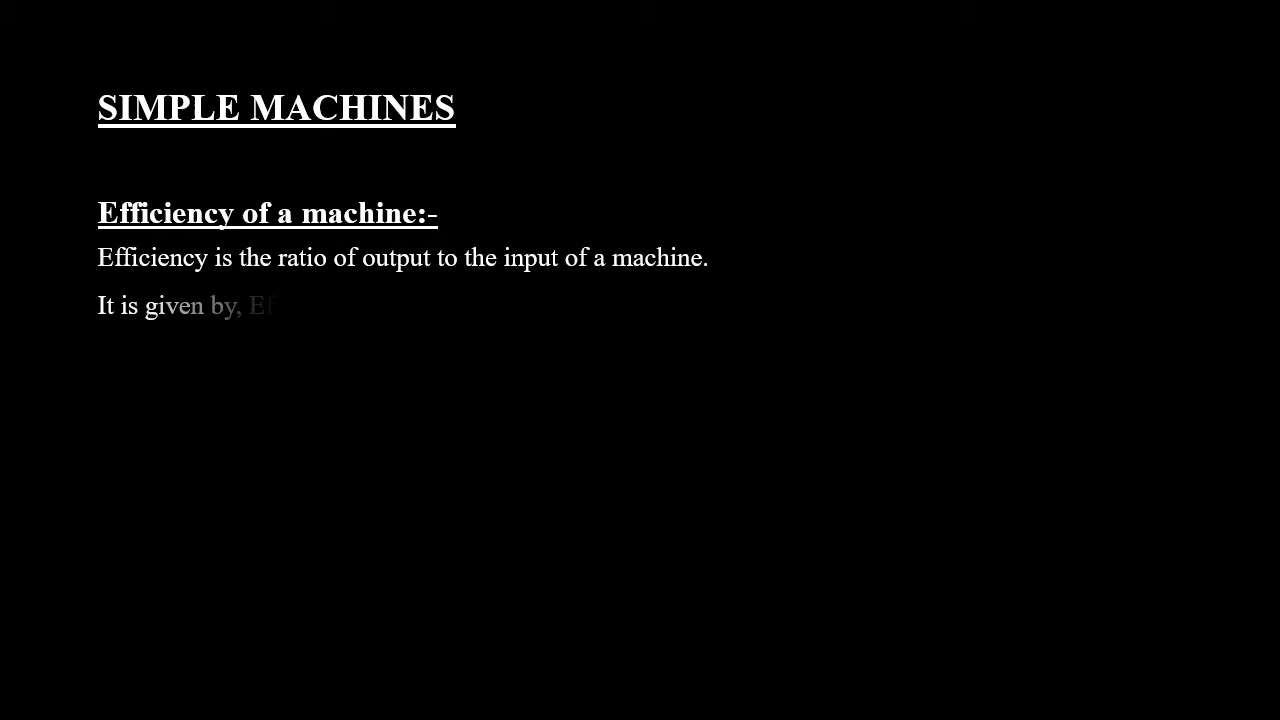 SIMPLE MACHINES
Efficiency of a machine:-
Efficiency is the ratio of output to the input of a machine.
It is given by, Ef